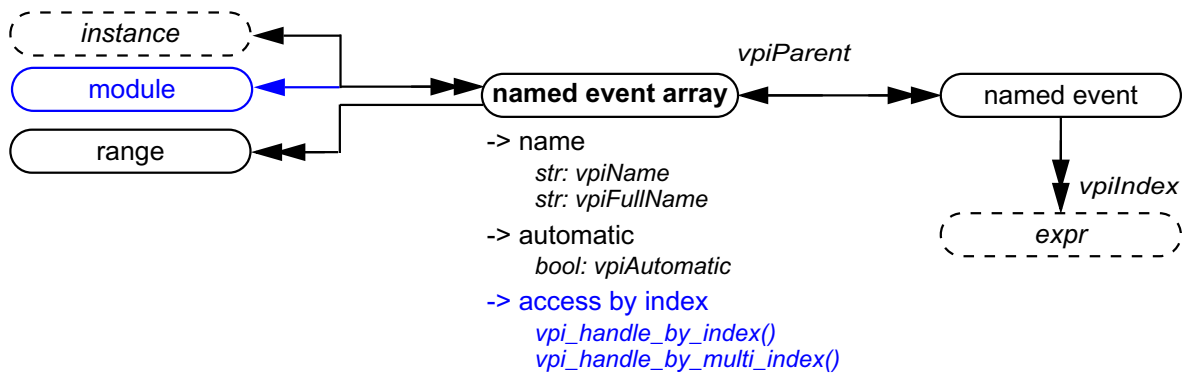 instance
module
range
named event array
-> name
str: vpiName
str: vpiFullName
-> automatic
bool: vpiAutomatic
-> access by index
vpi_handle_by_index()
vpi_handle_by_multi_index()
vpiParent
named event
vpiIndex
expr